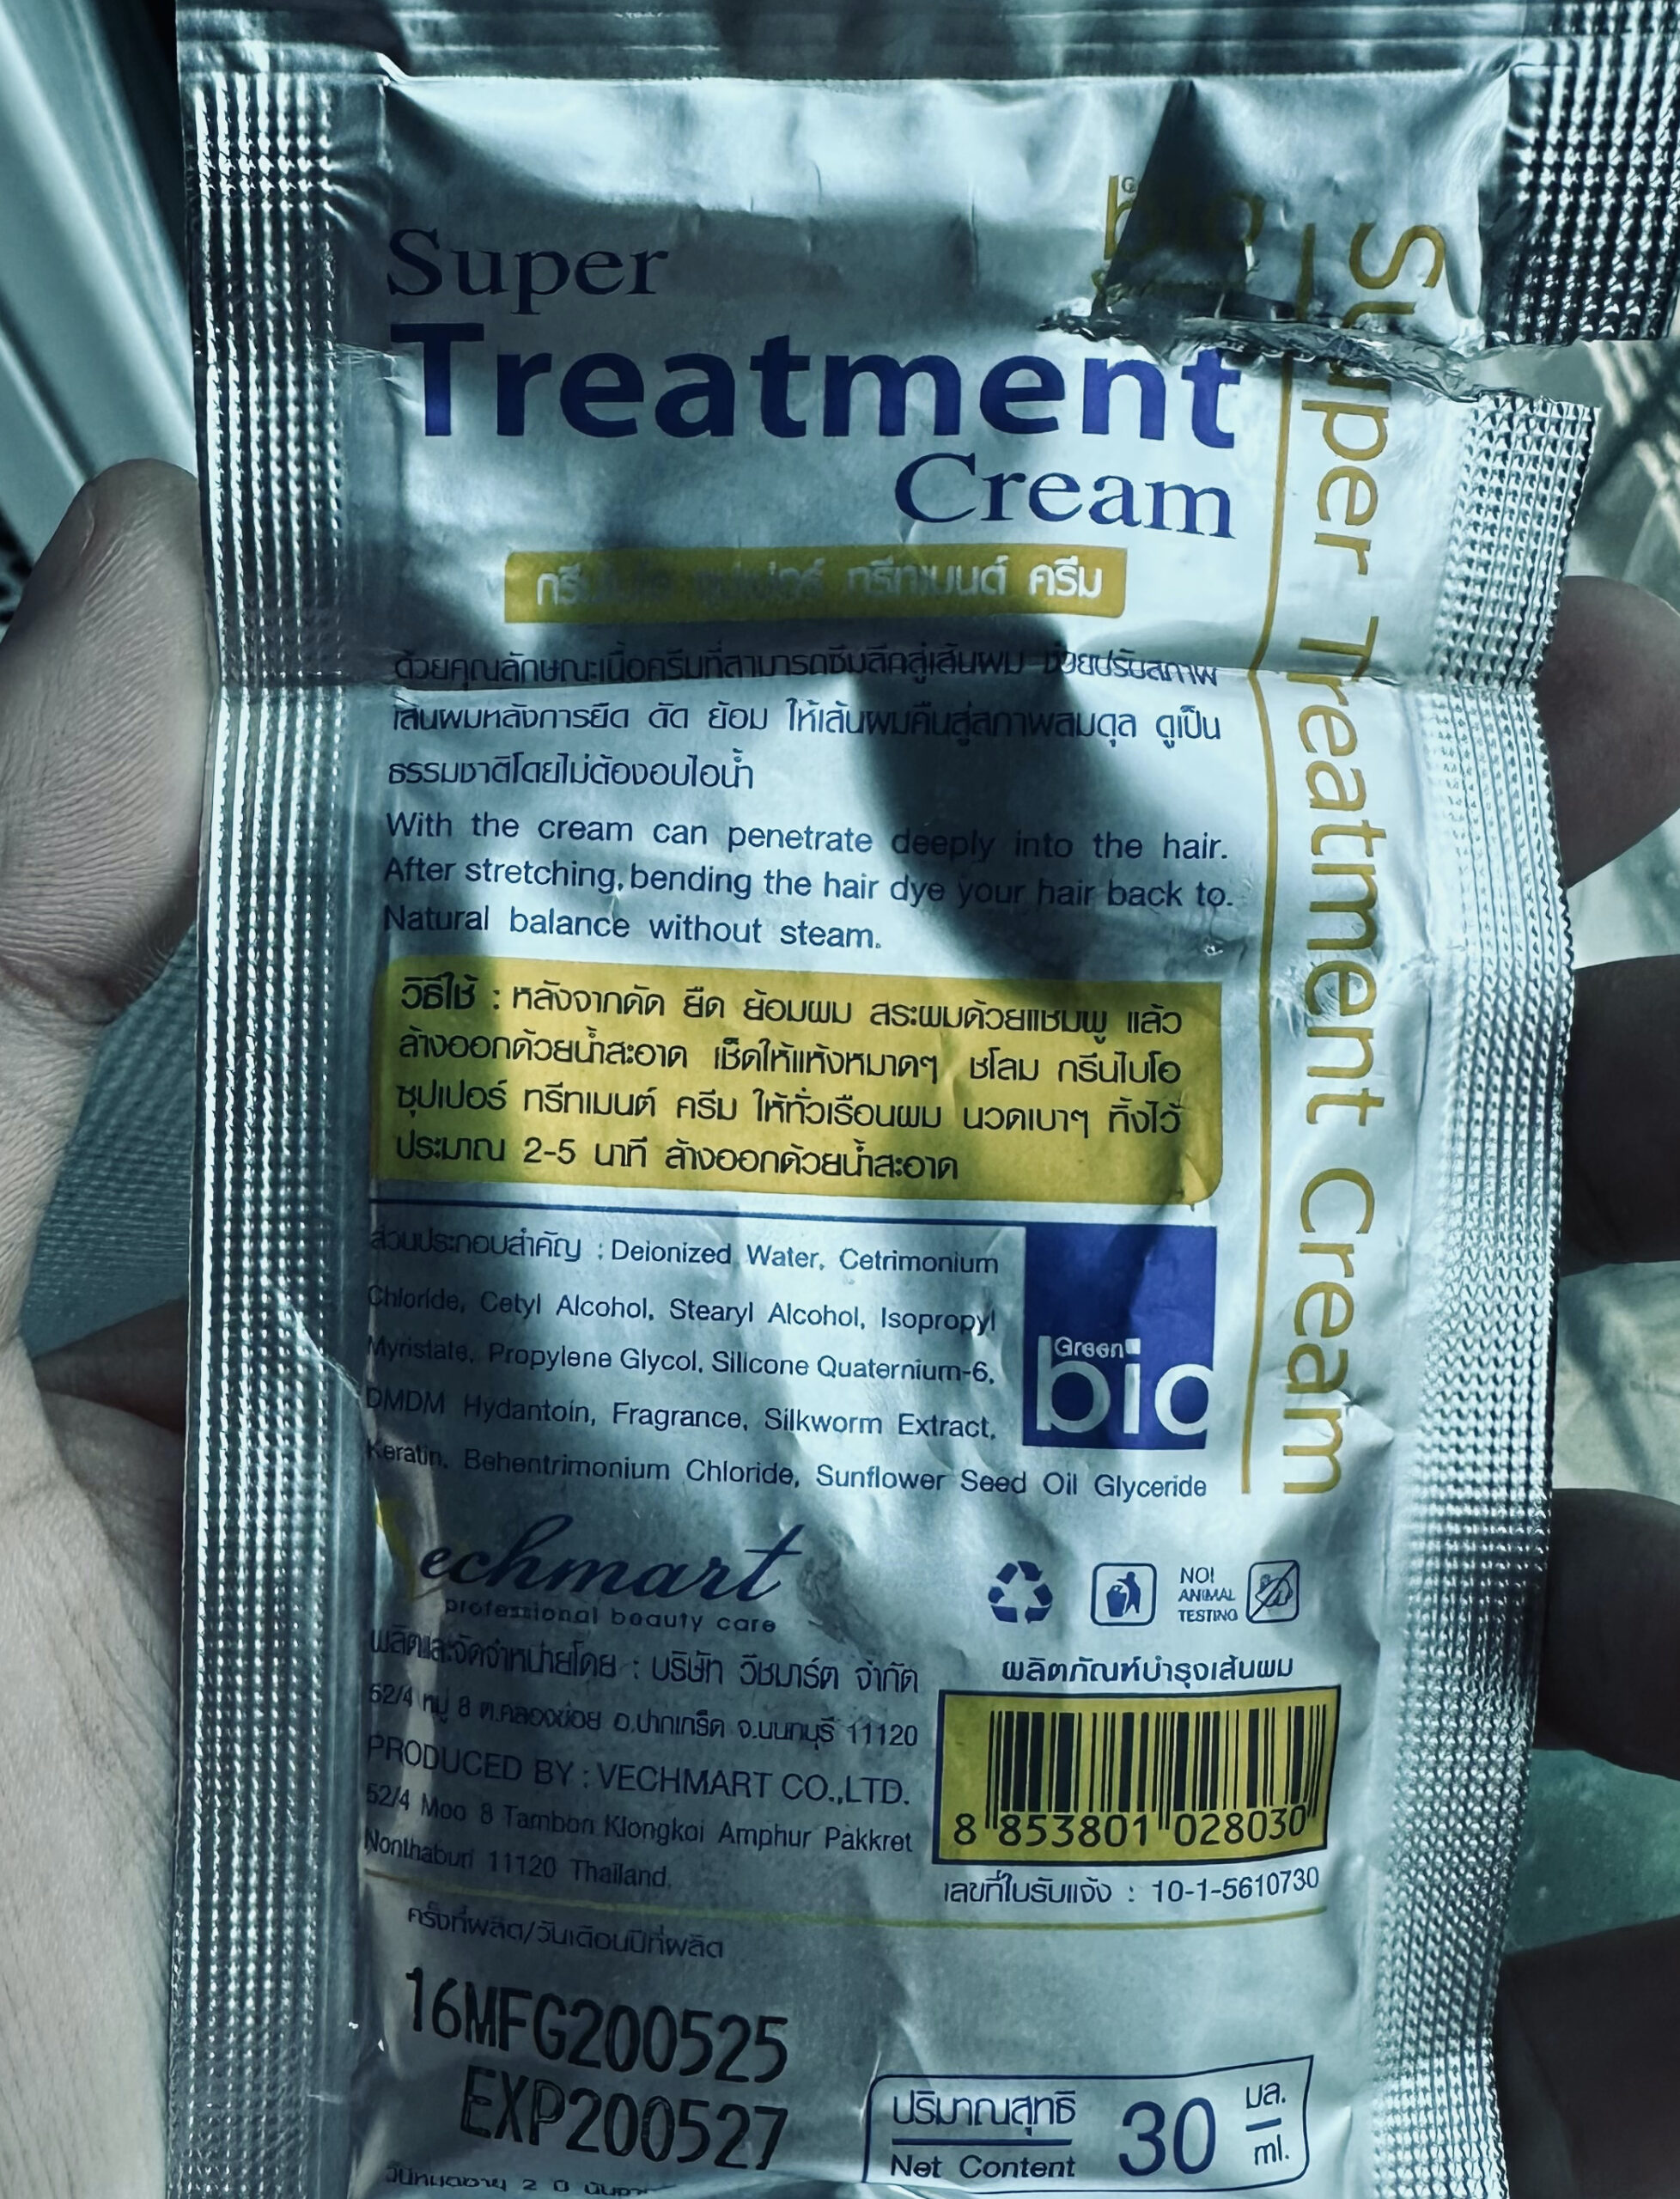 Super
Treatment
Cream
กรีนไบโอ ซุปเปอร์ ทรีทเมนต์ ครีม
ด้วยคุณลักษณะเนื้อครีมที่สามารถซึมลึกสู่เส้นผม ช่วยปรับสภาพ
เส้นผมหลังการยืด ดัด ย้อม ให้เส้นผมคืนสู่สภาพสมดุล ดูเป็น
ธรรมชาติโดยไม่ต้องอบไอน้ำ
With the cream can penetrate deeply into the hair.
After stretching, bending the hair dye your hair back to.
Natural balance without steam.
วิธีใช้ : หลังจากดัด ยืด ย้อมผม สระผมด้วยแชมพู แล้ว
ล้างออกด้วยน้ำสะอาด เช็ดให้แห้งหมาดๆ ชโลม กรีนไบโอ
ซุปเปอร์ ทรีทเมนต์ ครีม ให้ทั่วเรือนผม นวดเบาๆ ทิ้งไว้
ประมาณ 2-5 นาที ล้างออกด้วยน้ำสะอาด
ส่วนประกอบสำคัญ : Deionized Water, Cetrimonium
Chloride, Cetyl Alcohol, Stearyl Alcohol, Isopropyl
Myristate, Propylene Glycol, Silicone Quaternium-6,
DMDM Hydantoin, Fragrance, Silkworm Extract,
Keratin, Behentrimonium Chloride, Sunflower Seed Oil Glyceride
Green
bio
Super Treatment Cream
Vechmart
professional beauty care
NO!
ANIMAL
TESTING
ผลิตและจัดจำหน่ายโดย : บริษัท วีชมาร์ต จำกัด
52/4 หมู่ 8 ต.คลองข่อย อ.ปากเกร็ด จ.นนทบุรี 11120
PRODUCED BY : VECHMART CO.,LTD.
52/4 Moo 8 Tambon Klongkoi Amphur Pakkret
Nonthaburi 11120 Thailand.
ผลิตภัณฑ์บำรุงเส้นผม
8 853801 028030
เลขที่ใบรับแจ้ง : 10-1-5610730
ครั้งที่ผลิต/วันเดือนปีที่ผลิต
16MFG200525
EXP200527
ปริมาณสุทธิ
Net Content
30
มล.
ml.